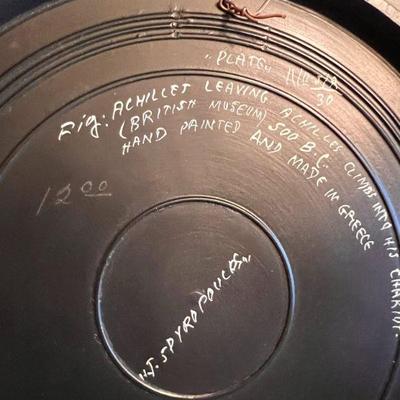 "PLATE" N/U 5/A
30
Fig: ACHILLES LEAVING ACHILLES CLIMBS INTO HIS CHARIOT.
(BRITISH MUSEUM) 500 B.C.
HAND PAINTED AND MADE IN GREECE
12 00
"J. SPYROPOULOS"